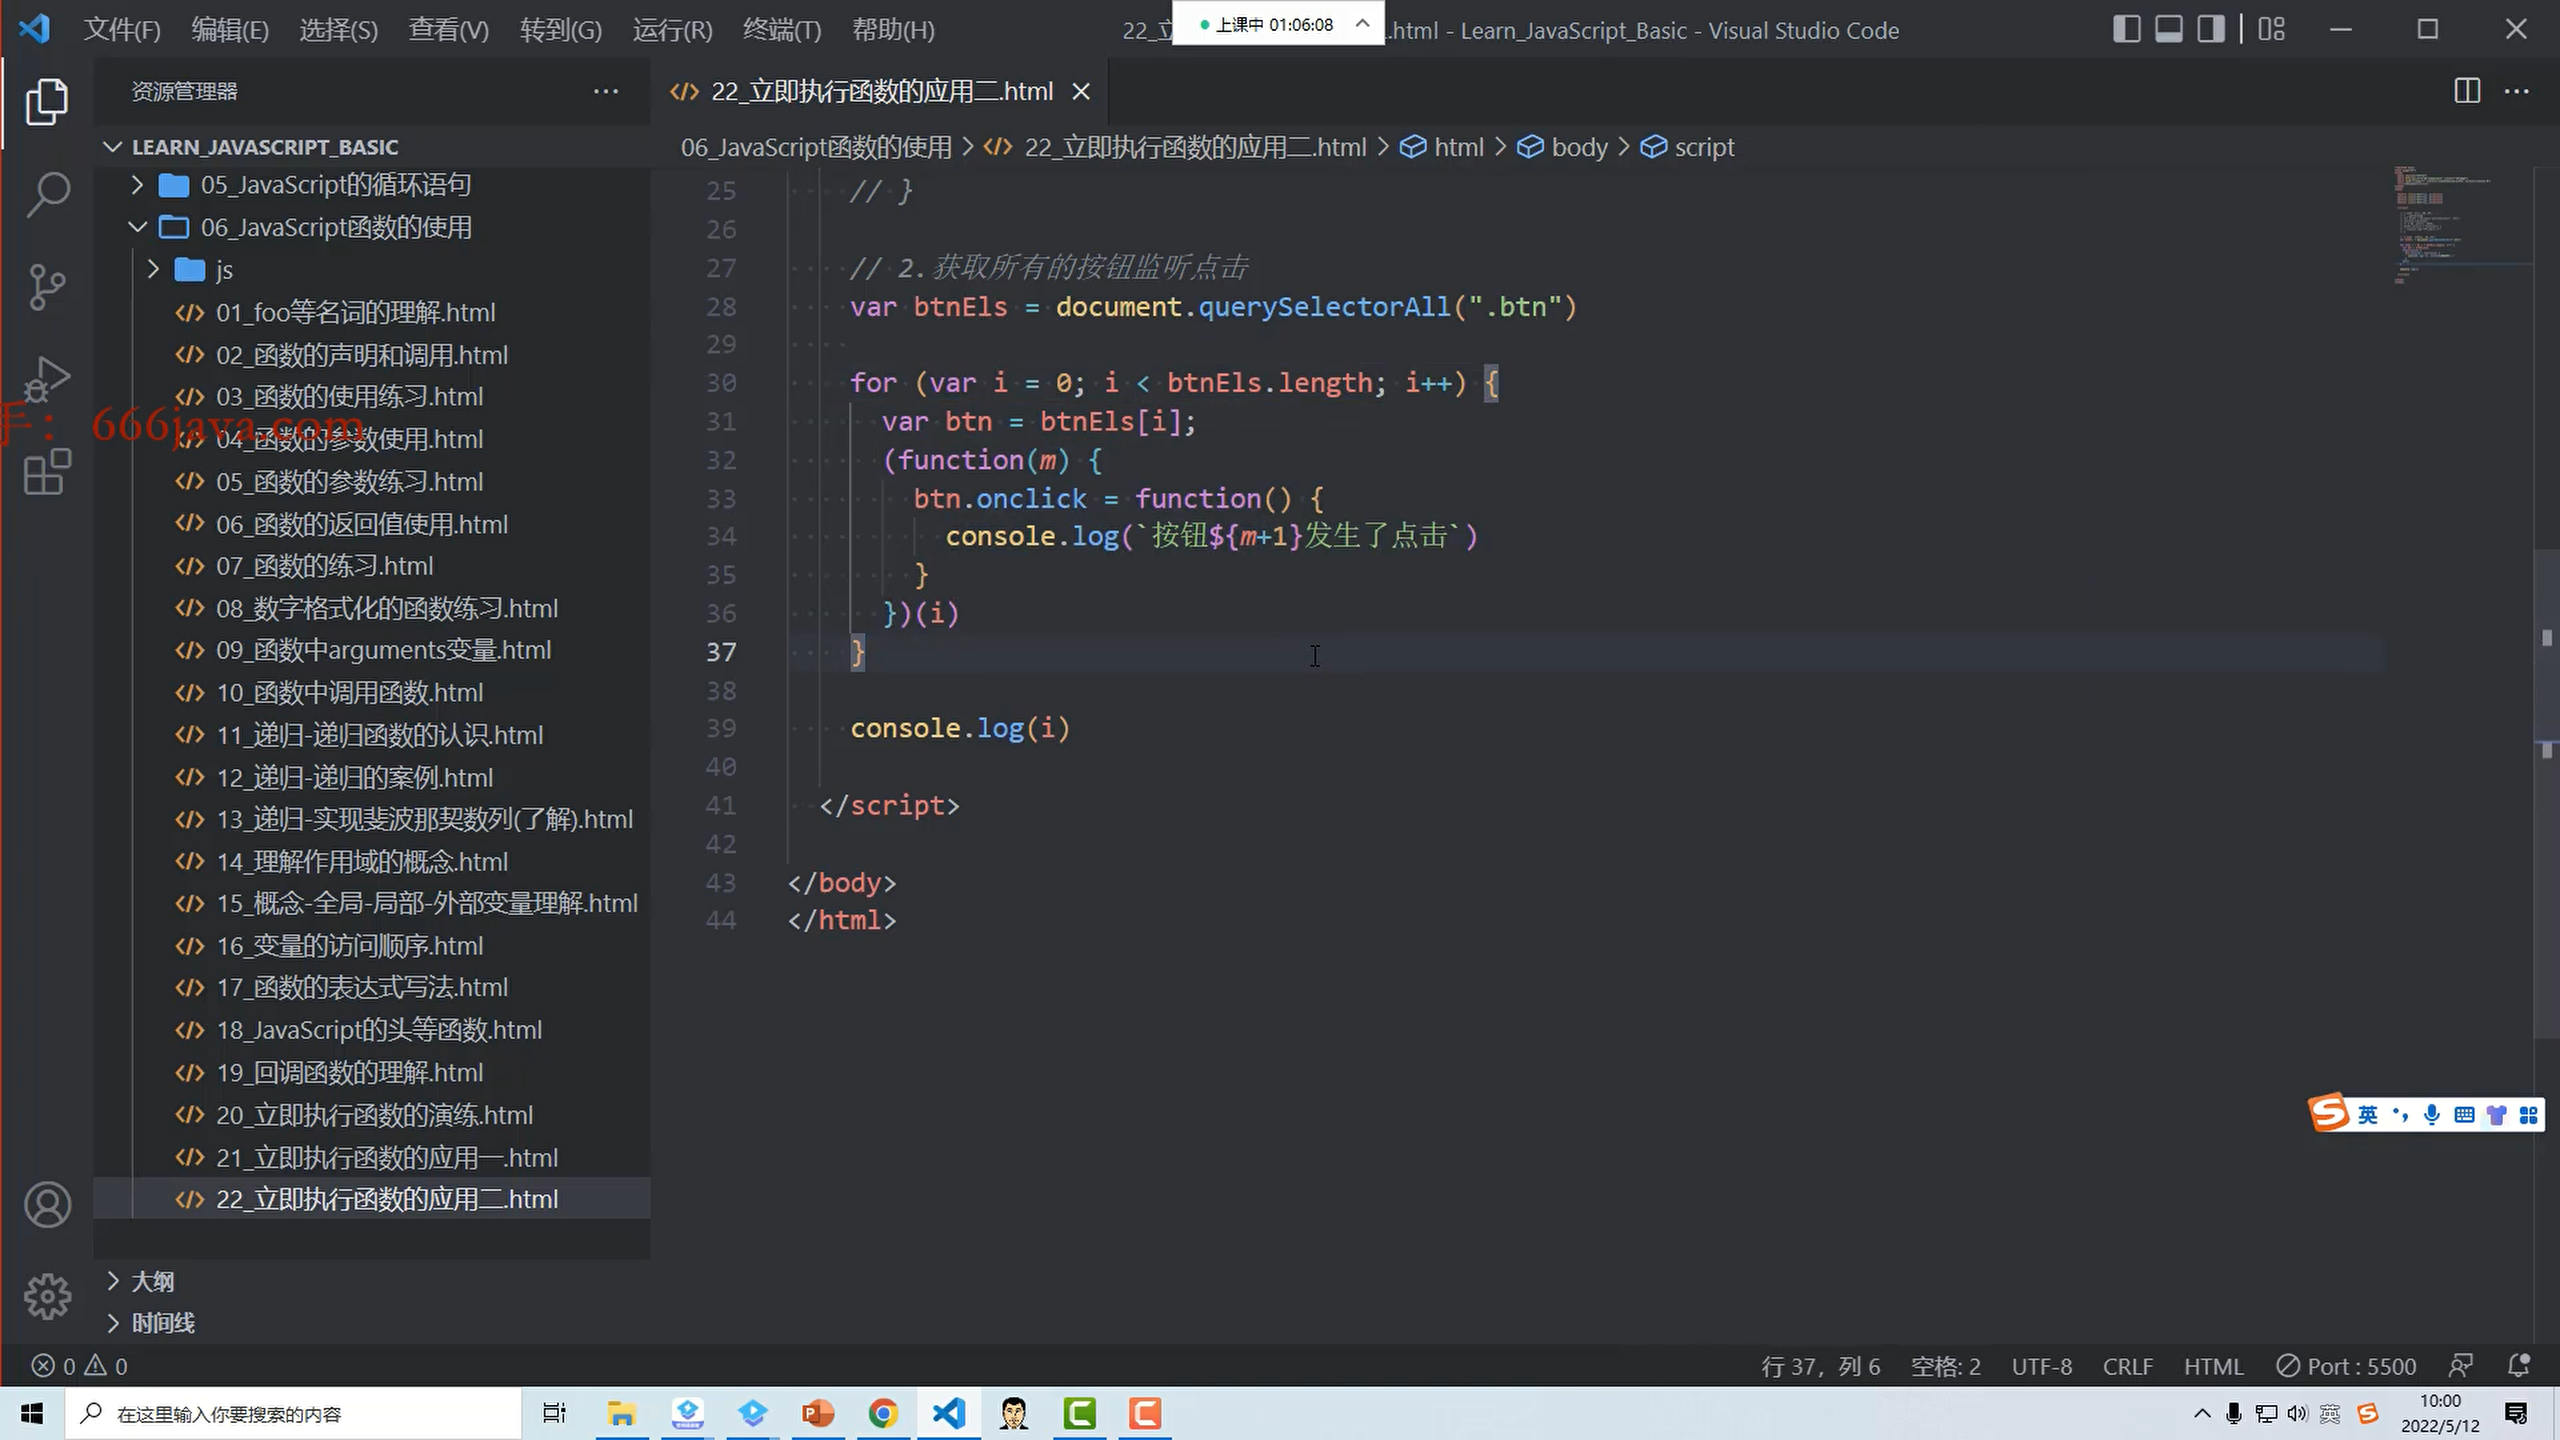 文件(F) 编辑(E) 选择(S) 查看(V) 转到(G) 运行(R) 终端(T) 帮助(H)
上课中 01:06:08
.html - Learn_JavaScript_Basic - Visual Studio Code
资源管理器
22_立即执行函数的应用二.html
LEARN_JAVASCRIPT_BASIC
06_JavaScript函数的使用 > 22_立即执行函数的应用二.html > html > body > script
05_JavaScript的循环语句
06_JavaScript函数的使用
js
01_foo等名词的理解.html
02_函数的声明和调用.html
03_函数的使用练习.html
手： 666java.com
04_函数的参数使用.html
05_函数的参数练习.html
06_函数的返回值使用.html
07_函数的练习.html
08_数字格式化的函数练习.html
09_函数中arguments变量.html
10_函数中调用函数.html
11_递归-递归函数的认识.html
12_递归-递归的案例.html
13_递归-实现斐波那契数列(了解).html
14_理解作用域的概念.html
15_概念-全局-局部-外部变量理解.html
16_变量的访问顺序.html
17_函数的表达式写法.html
18_JavaScript的头等函数.html
19_回调函数的理解.html
20_立即执行函数的演练.html
21_立即执行函数的应用一.html
22_立即执行函数的应用二.html
大纲
时间线
25 // }
26
27 // 2.获取所有的按钮监听点击
28 var btnEls = document.querySelectorAll(".btn")
29
30 for (var i = 0; i < btnEls.length; i++) {
31 var btn = btnEls[i];
32 (function(m) {
33 btn.onclick = function() {
34 console.log(`按钮${m+1}发生了点击`)
35 }
36 })(i)
37 }
38
39 console.log(i)
40
41 </script>
42
43 </body>
44 </html>
英
0 0
行 37，列 6 空格: 2 UTF-8 CRLF HTML Port : 5500
在这里输入你要搜索的内容
英
10:00
2022/5/12